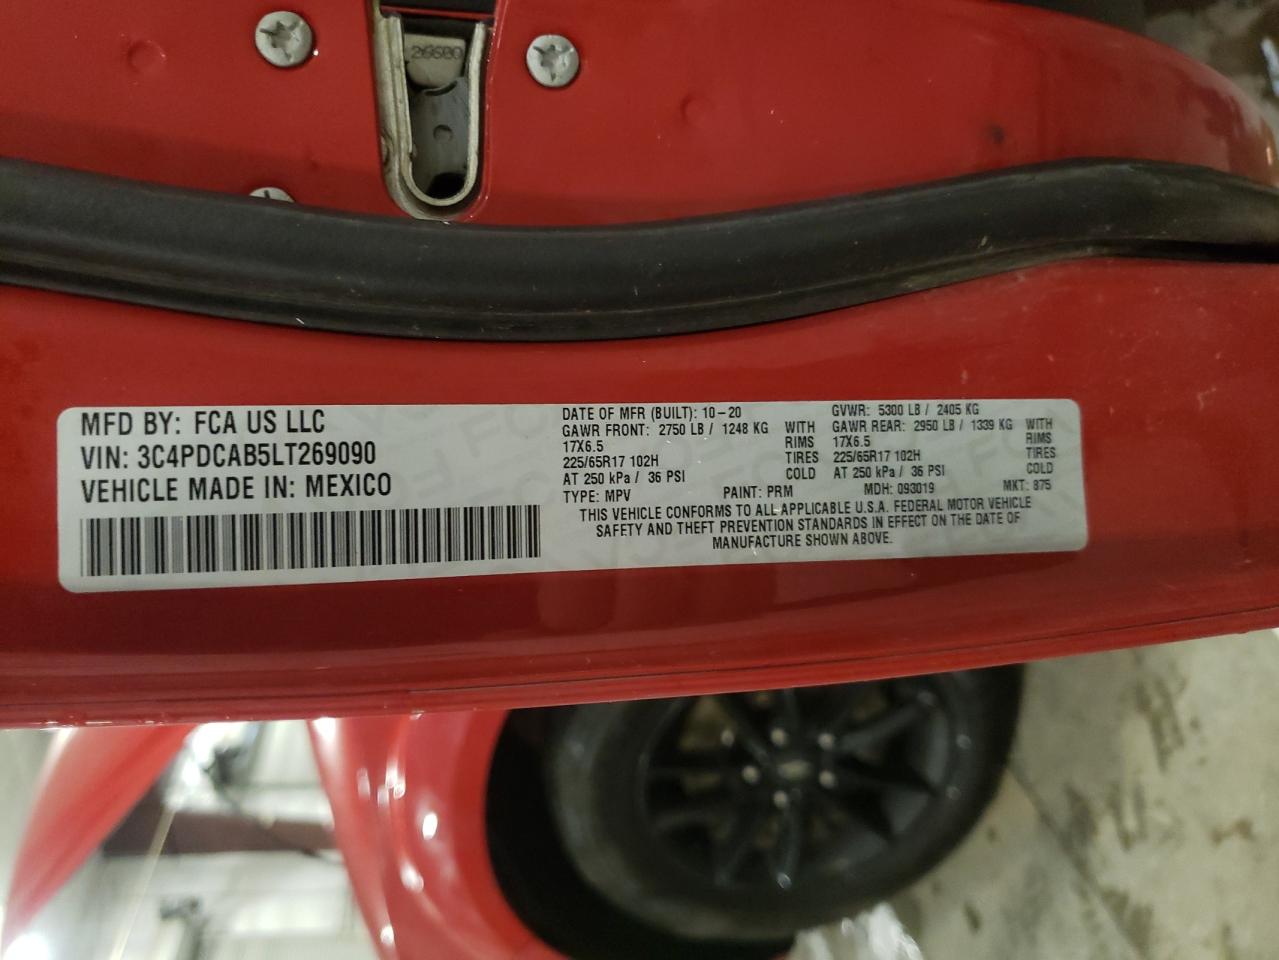 29500
MFD BY: FCA US LLC
VIN: 3C4PDCAB5LT269090
VEHICLE MADE IN: MEXICO
DATE OF MFR (BUILT): 10-20 GVWR: 5300 LB / 2405 KG
GAWR FRONT: 2750 LB / 1248 KG WITH GAWR REAR: 2950 LB / 1339 KG WITH
17X6.5 RIMS 17X6.5 RIMS
225/65R17 102H TIRES 225/65R17 102H TIRES
AT 250 kPa / 36 PSI COLD AT 250 kPa / 36 PSI COLD
TYPE: MPV PAINT: PRM MDH: 093019 MKT: 875
THIS VEHICLE CONFORMS TO ALL APPLICABLE U.S.A. FEDERAL MOTOR VEHICLE
SAFETY AND THEFT PREVENTION STANDARDS IN EFFECT ON THE DATE OF
MANUFACTURE SHOWN ABOVE.